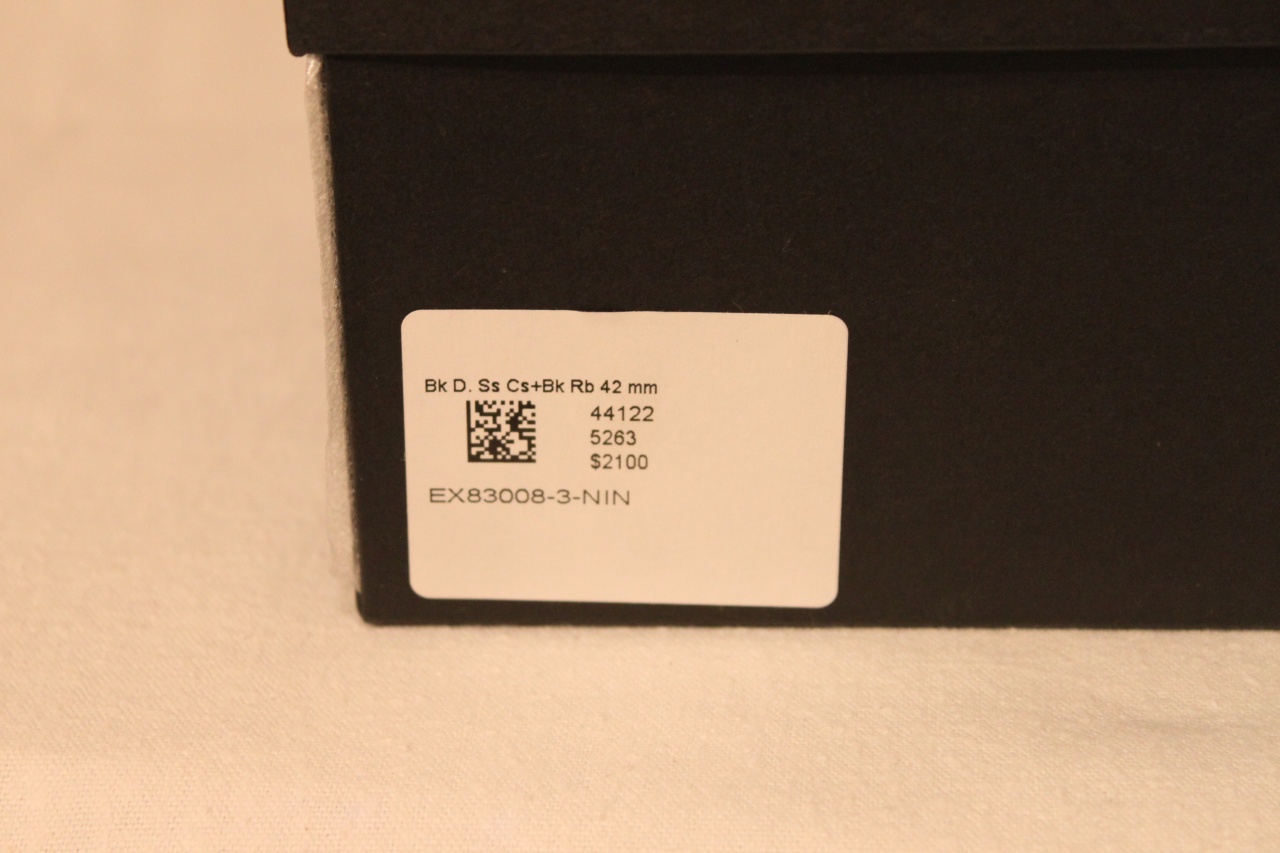 Bk D. Ss Cs+Bk Rb 42 mm
44122
5263
$2100
EX83008-3-NIN